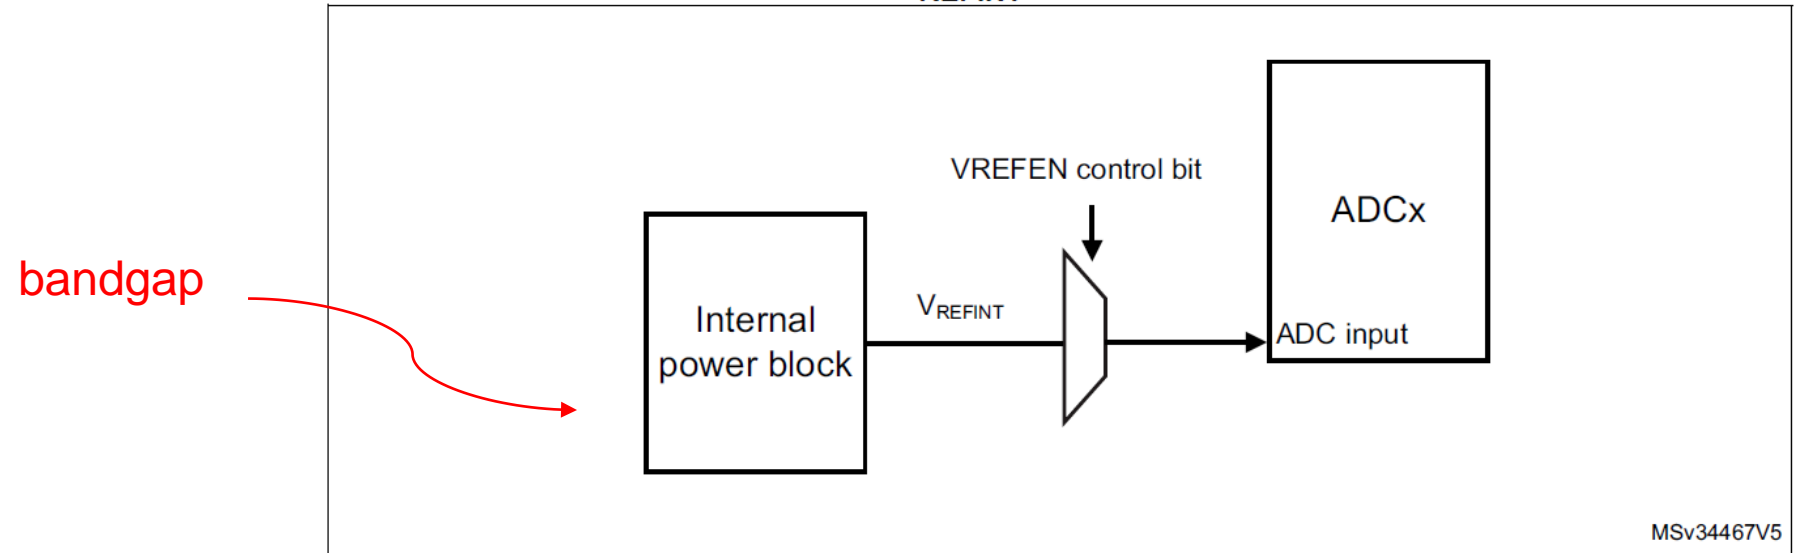 VREFEN control bit
ADCx
bandgap
Internal
power block
VREFINT
ADC input
MSv34467V5